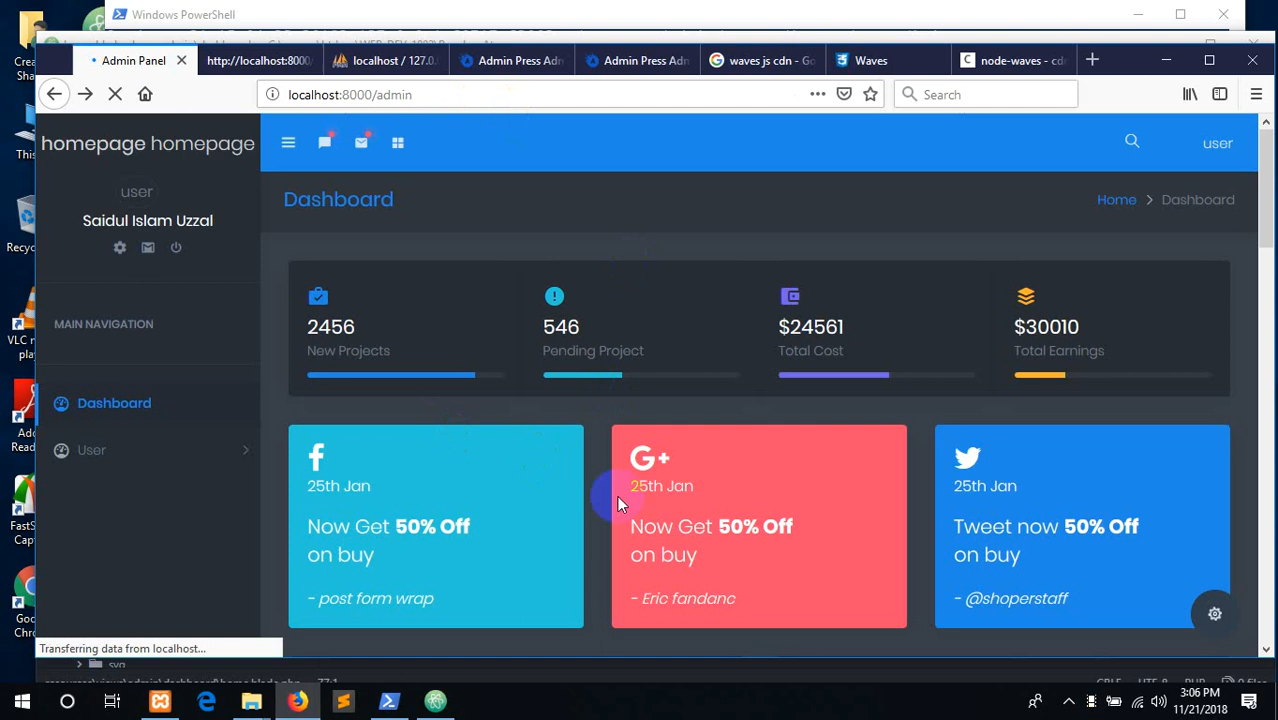 Windows PowerShell
Admin Panel
http://localhost:8000/
localhost / 127.0.
Admin Press Adm
Admin Press Adm
waves js cdn - Go
Waves
node-waves - cd
localhost:8000/admin
Search
homepage homepage
user
Saidul Islam Uzzal
MAIN NAVIGATION
Dashboard
User
user
Dashboard
Home > Dashboard
2456
New Projects
546
Pending Project
$24561
Total Cost
$30010
Total Earnings
25th Jan
Now Get 50% Off
on buy
- post form wrap
G+
25th Jan
Now Get 50% Off
on buy
- Eric fandanc
25th Jan
Tweet now 50% Off
on buy
- @shoperstaff
Transferring data from localhost...
svg
3:06 PM
11/21/2018